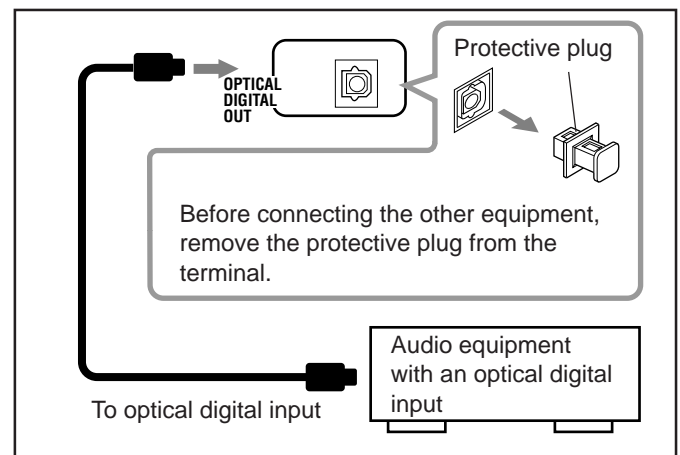 Protective plug
OPTICAL
DIGITAL
OUT
Before connecting the other equipment,
remove the protective plug from the
terminal.
Audio equipment
with an optical digital
input
To optical digital input